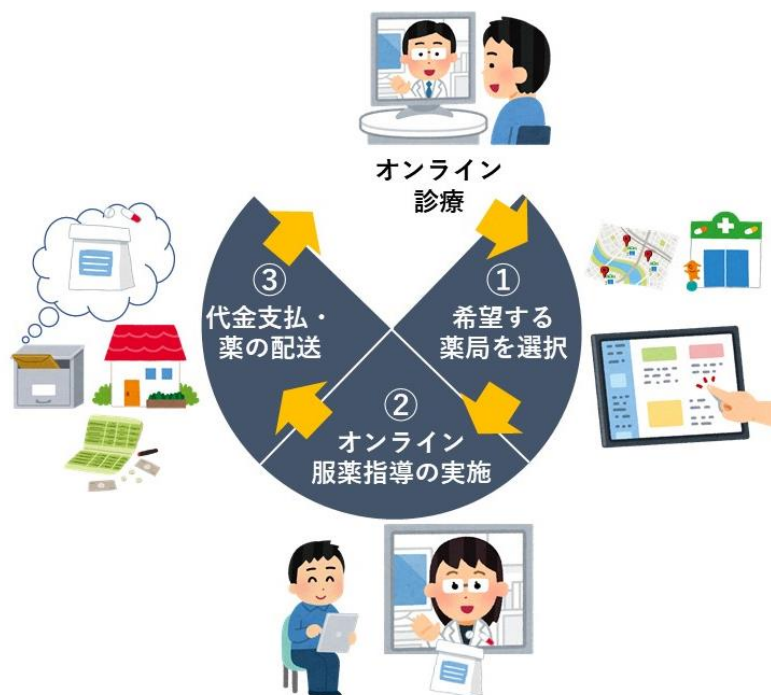 オンライン
診療
①
希望する
薬局を選択
②
オンライン
服薬指導の実施
③
代金支払・
薬の配送